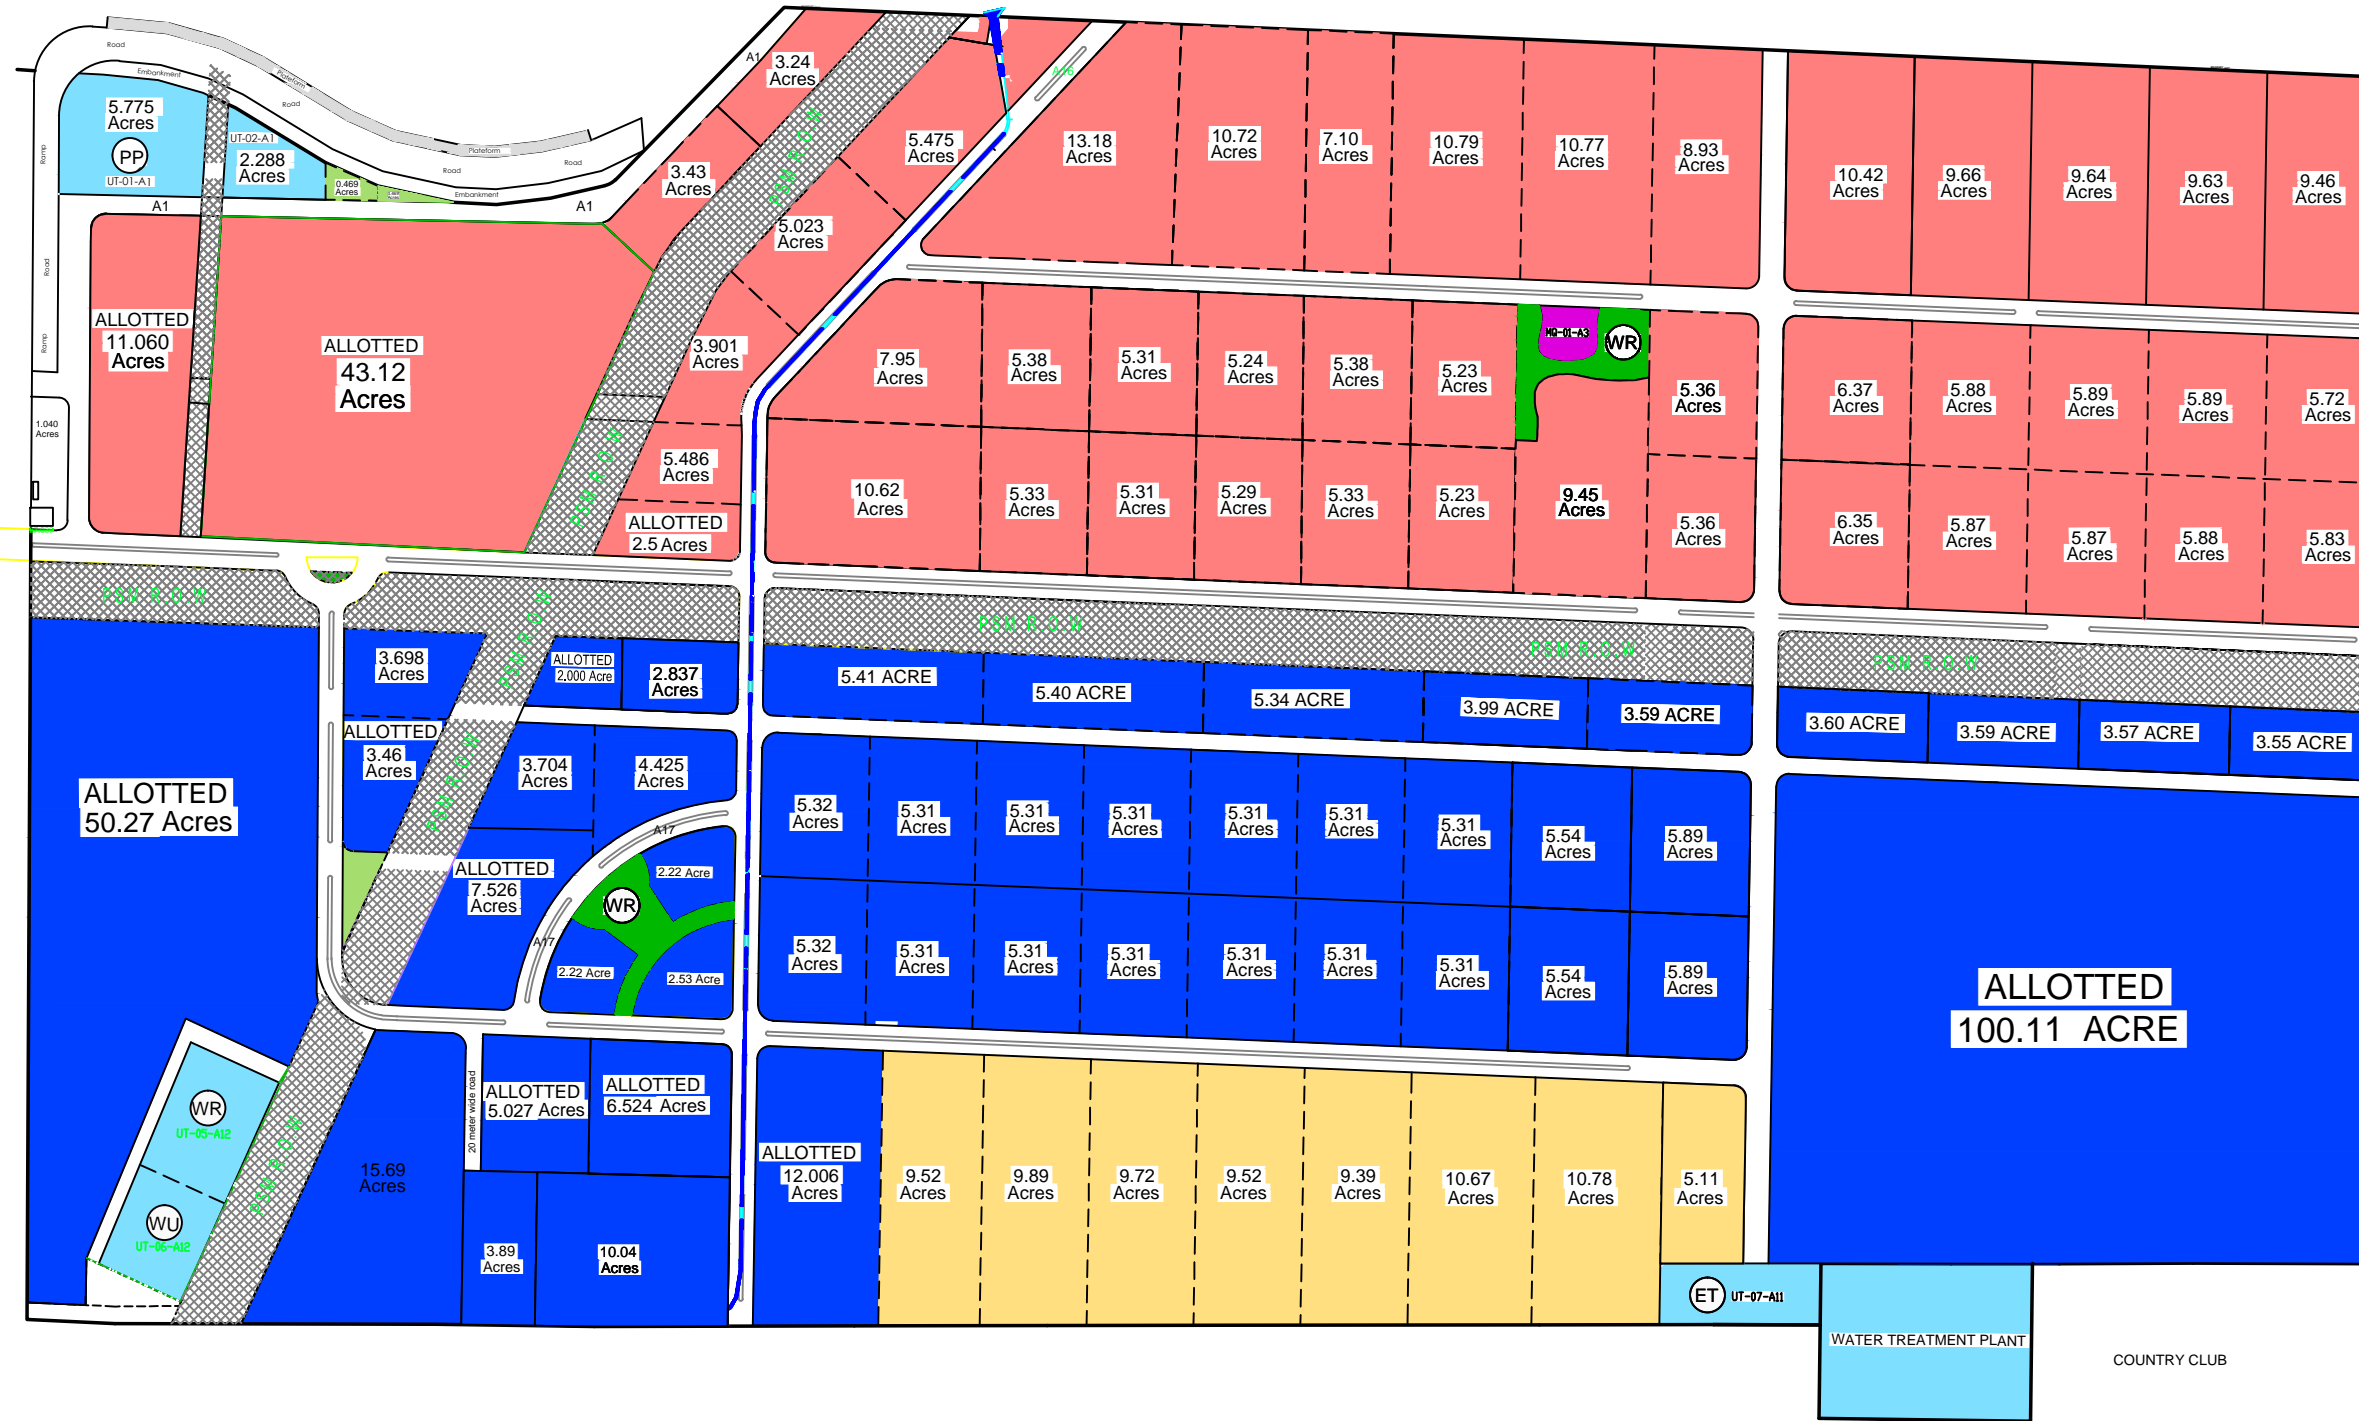 Road
Embankment
Plateform
Road
Plateform
Road
Road
Embankment
Ramp
Road
Ramp
5.775
Acres
PP
UT-01-A1
UT-02-A1
2.288
Acres
0.469
Acres
A1
A1
A1
3.24
Acres
3.43
Acres
P.S.M R.O.W
5.475
Acres
5.023
Acres
3.901
Acres
5.486
Acres
ALLOTTED
2.5 Acres
A16
13.18
Acres
10.72
Acres
7.10
Acres
10.79
Acres
10.77
Acres
8.93
Acres
10.42
Acres
9.66
Acres
9.64
Acres
9.63
Acres
9.46
Acres
ALLOTTED
11.060
Acres
ALLOTTED
43.12
Acres
1.040
Acres
P.S.M R.O.W
7.95
Acres
5.38
Acres
5.31
Acres
5.24
Acres
5.38
Acres
5.23
Acres
MQ-01-A3
WR
5.36
Acres
6.37
Acres
5.88
Acres
5.89
Acres
5.89
Acres
5.72
Acres
10.62
Acres
5.33
Acres
5.31
Acres
5.29
Acres
5.33
Acres
5.23
Acres
9.45
Acres
5.36
Acres
6.35
Acres
5.87
Acres
5.87
Acres
5.88
Acres
5.83
Acres
PSM R.O.W
PSM R.O.W
PSM R.O.W
PSM R.O.W
PSM R.O.W
3.698
Acres
ALLOTTED
2.000 Acre
2.837
Acres
5.41 ACRE
5.40 ACRE
5.34 ACRE
3.99 ACRE
3.59 ACRE
3.60 ACRE
3.59 ACRE
3.57 ACRE
3.55 ACRE
ALLOTTED
3.46
Acres
PSM R.O.W
3.704
Acres
4.425
Acres
ALLOTTED
50.27 Acres
5.32
Acres
5.31
Acres
5.31
Acres
5.31
Acres
5.31
Acres
5.31
Acres
5.31
Acres
5.54
Acres
5.89
Acres
ALLOTTED
7.526
Acres
A17
2.22 Acre
WR
A17
2.22 Acre
2.53 Acre
5.32
Acres
5.31
Acres
5.31
Acres
5.31
Acres
5.31
Acres
5.31
Acres
5.31
Acres
5.54
Acres
5.89
Acres
ALLOTTED
100.11 ACRE
WR
UT-05-A12
WU
UT-06-A12
PSM R.O.W
15.69
Acres
20 meter wide road
ALLOTTED
5.027 Acres
ALLOTTED
6.524 Acres
3.89
Acres
10.04
Acres
ALLOTTED
12.006
Acres
9.52
Acres
9.89
Acres
9.72
Acres
9.52
Acres
9.39
Acres
10.67
Acres
10.78
Acres
5.11
Acres
ET
UT-07-A11
WATER TREATMENT PLANT
COUNTRY CLUB